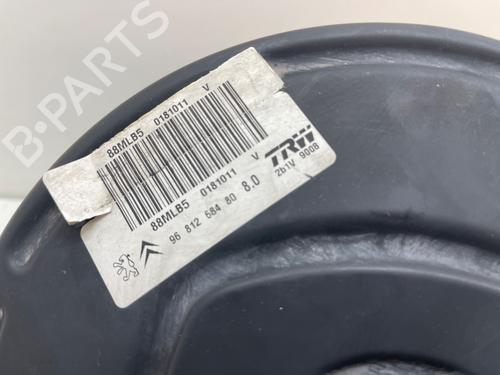 B-PARTS
88MLB5 0181011 V
88MLB5 0181011 V
96 812 684 80 8.0
TRW
2b1V 9008